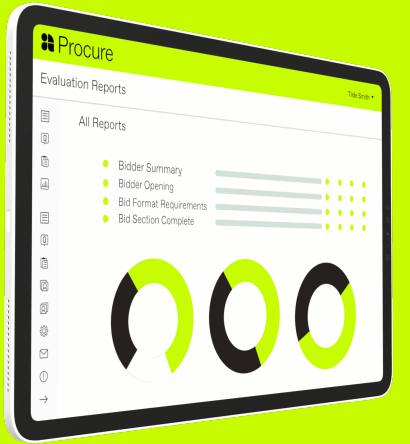 Procure
Evaluation Reports
Tilde Smith
All Reports
Bidder Summary
Bidder Opening
Bid Format Requirements
Bid Section Complete